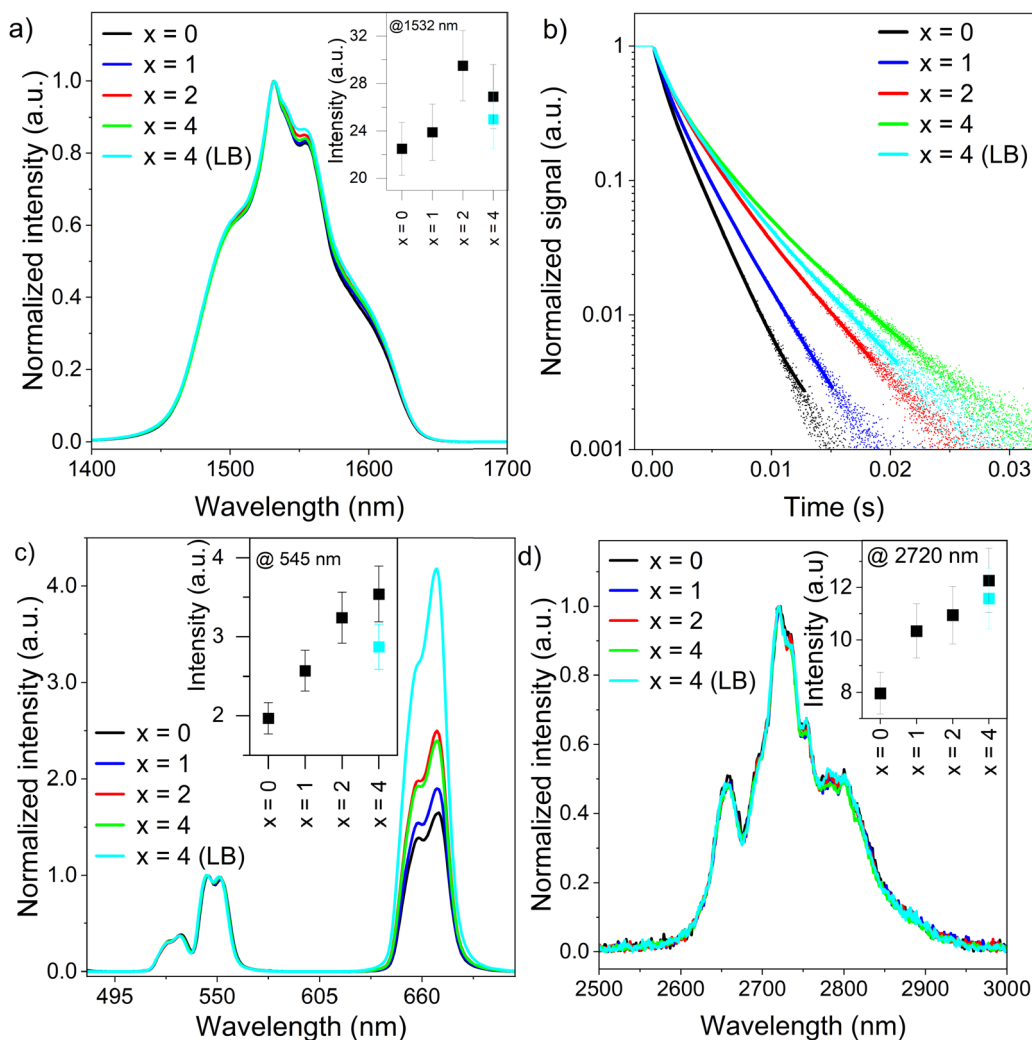 a)
x = 0
x = 1
x = 2
x = 4
x = 4 (LB)
@1532 nm
Intensity (a.u.)
32
28
24
20
x = 0
x = 1
x = 2
x = 4
Normalized intensity (a.u.)
1.0
0.8
0.6
0.4
0.2
0.0
1400
1500
1600
1700
Wavelength (nm)
b)
x = 0
x = 1
x = 2
x = 4
x = 4 (LB)
Normalized signal (a.u.)
1
0.1
0.01
0.001
0.00
0.01
0.02
0.03
Time (s)
c)
@ 545 nm
Intensity (a.u.)
4
3
2
x = 0
x = 1
x = 2
x = 4
x = 0
x = 1
x = 2
x = 4
x = 4 (LB)
Normalized intensity (a.u.)
4.0
3.0
2.0
1.0
0.0
495
550
605
660
Wavelength (nm)
d)
x = 0
x = 1
x = 2
x = 4
x = 4 (LB)
@ 2720 nm
Intensity (a.u)
12
10
8
x = 0
x = 1
x = 2
x = 4
Normalized intensity (a.u.)
1.0
0.8
0.6
0.4
0.2
0.0
2500
2600
2700
2800
2900
3000
Wavelength (nm)